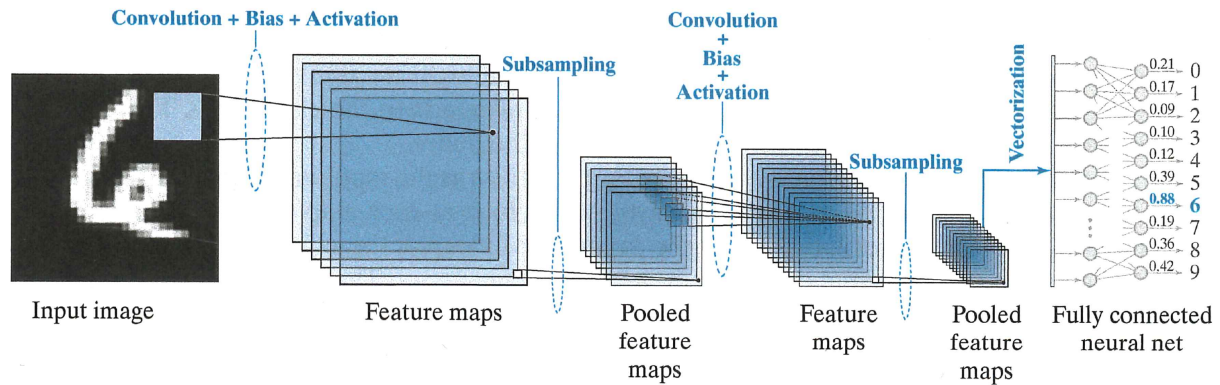 Convolution + Bias + Activation
Subsampling
Convolution
+
Bias
+
Activation
Subsampling
Vectorization
0.21 0
0.17 1
0.09 2
0.10 3
0.12 4
0.39 5
0.88 6
0.19 7
0.36 8
0.42 9
Input image
Feature maps
Pooled
feature
maps
Feature
maps
Pooled
feature
maps
Fully connected
neural net